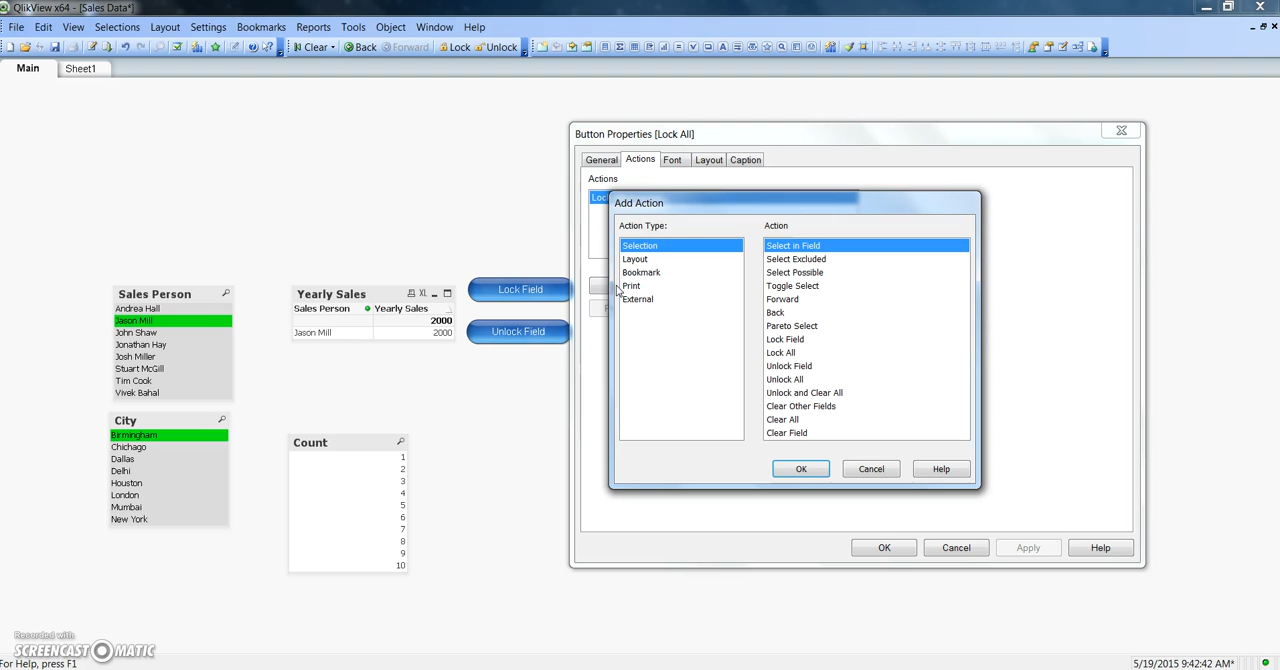 QlikView x64 - [Sales Data*]
File Edit View Selections Layout Settings Bookmarks Reports Tools Object Window Help
Clear Back Forward Lock Unlock
Main Sheet1
Button Properties [Lock All]
General Actions Font Layout Caption
Actions
Loc
Add Action
Action Type: Action
Selection
Layout
Bookmark
Print
External
Select in Field
Select Excluded
Select Possible
Toggle Select
Forward
Back
Pareto Select
Lock Field
Lock All
Unlock Field
Unlock All
Unlock and Clear All
Clear Other Fields
Clear All
Clear Field
OK Cancel Help
OK Cancel Apply Help
Sales Person
Andrea Hall
Jason Mill
John Shaw
Jonathan Hay
Josh Miller
Stuart McGill
Tim Cook
Vivek Bahal
Yearly Sales XL
Sales Person Yearly Sales
2000
Jason Mill 2000
Lock Field
Unlock Field
City
Birmingham
Chichago
Dallas
Delhi
Houston
London
Mumbai
New York
Count
1
2
3
4
5
6
7
8
9
10
Recorded with
SCREENCAST MATIC
For Help, press F1
5/19/2015 9:42:42 AM*